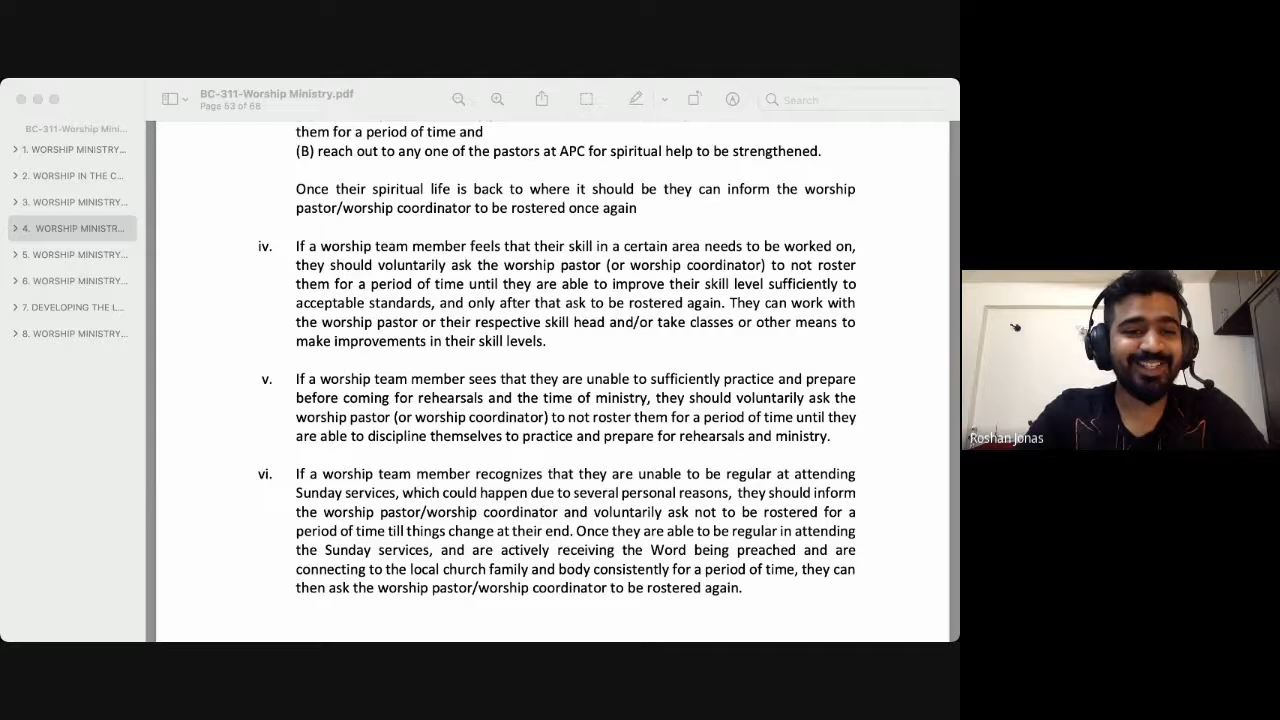 BC-311-Worship Ministry.pdf
Page 53 of 68
Search
BC-311-Worship Mini...
1. WORSHIP MINISTRY...
2. WORSHIP IN THE C...
3. WORSHIP MINISTRY...
4. WORSHIP MINISTR...
5. WORSHIP MINISTRY...
6. WORSHIP MINISTRY...
7. DEVELOPING THE L...
8. WORSHIP MINISTRY...
them for a period of time and
(B) reach out to any one of the pastors at APC for spiritual help to be strengthened.
Once their spiritual life is back to where it should be they can inform the worship
pastor/worship coordinator to be rostered once again
iv. If a worship team member feels that their skill in a certain area needs to be worked on,
they should voluntarily ask the worship pastor (or worship coordinator) to not roster
them for a period of time until they are able to improve their skill level sufficiently to
acceptable standards, and only after that ask to be rostered again. They can work with
the worship pastor or their respective skill head and/or take classes or other means to
make improvements in their skill levels.
v. If a worship team member sees that they are unable to sufficiently practice and prepare
before coming for rehearsals and the time of ministry, they should voluntarily ask the
worship pastor (or worship coordinator) to not roster them for a period of time until they
are able to discipline themselves to practice and prepare for rehearsals and ministry.
vi. If a worship team member recognizes that they are unable to be regular at attending
Sunday services, which could happen due to several personal reasons, they should inform
the worship pastor/worship coordinator and voluntarily ask not to be rostered for a
period of time till things change at their end. Once they are able to be regular in attending
the Sunday services, and are actively receiving the Word being preached and are
connecting to the local church family and body consistently for a period of time, they can
then ask the worship pastor/worship coordinator to be rostered again.
Roshan Jonas